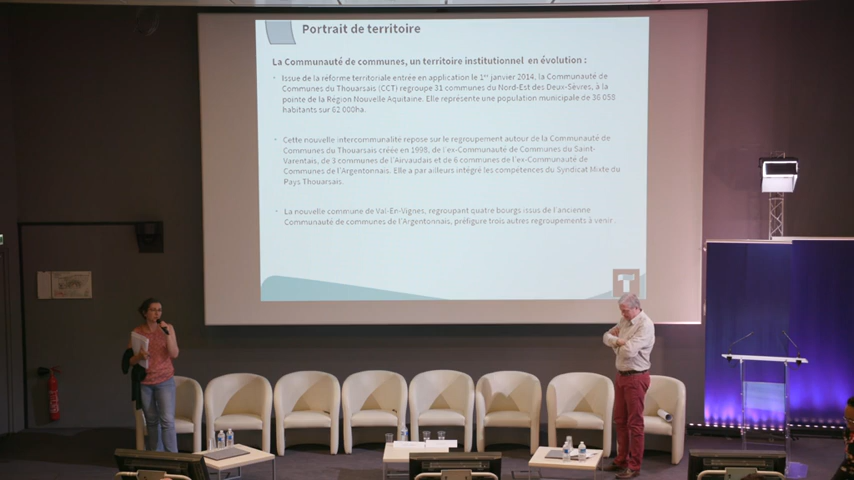 Portrait de territoire
La Communauté de communes, un territoire institutionnel en évolution :
Issue de la réforme territoriale entrée en application le 1er janvier 2014, la Communauté de
Communes du Thouarsais (CCT) regroupe 31 communes du Nord-Est des Deux-Sèvres, à la
pointe de la Région Nouvelle Aquitaine. Elle représente une population municipale de 36 058
habitants sur 62 000ha.
Cette nouvelle intercommunalité repose sur le regroupement autour de la Communauté de
Communes du Thouarsais créée en 1998, de l'ex-Communauté de Communes du Saint-
Varentais, de 3 communes de l'Airvaudais et de 6 communes de l'ex-Communauté de
Communes de l'Argentonnais. Elle a par ailleurs intégré les compétences du Syndicat Mixte du
Pays Thouarsais.
La nouvelle commune de Val-En-Vignes, regroupant quatre bourgs issus de l'ancienne
Communauté de communes de l'Argentonnais, préfigure trois autres regroupements à venir.
T